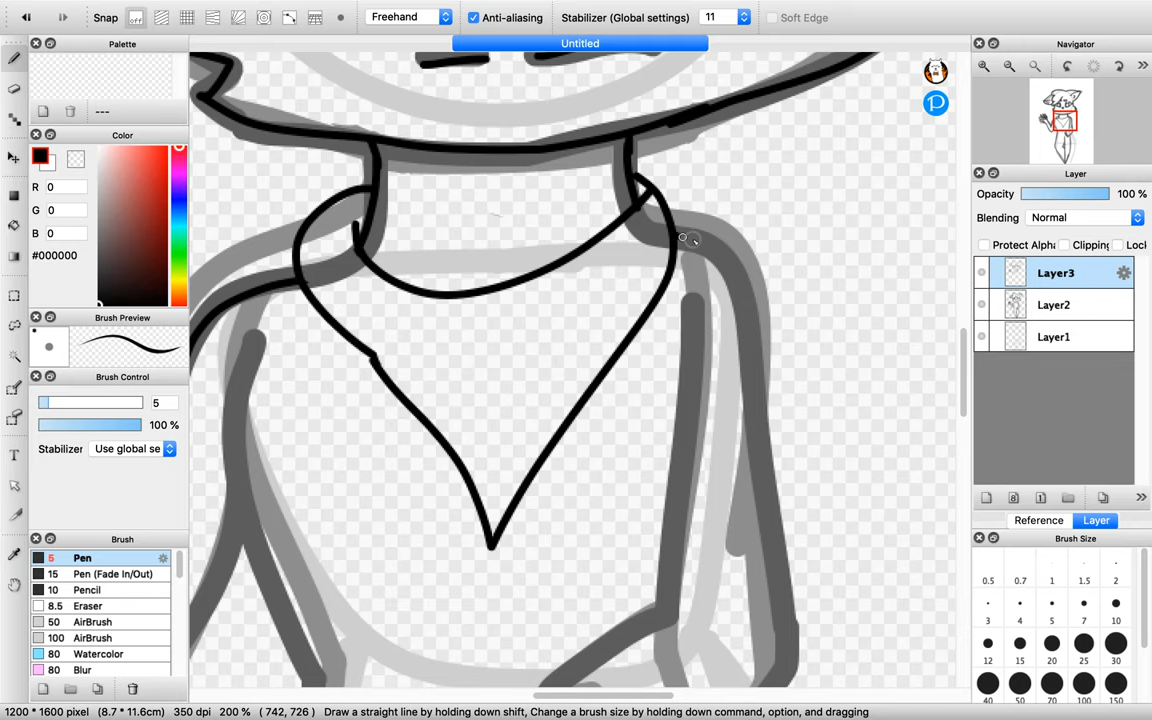 Snap off Freehand Anti-aliasing Stabilizer (Global settings) 11 Soft Edge
Palette
Untitled
Navigator
---
Color
R 0
G 0
B 0
#000000
Layer
Opacity 100 %
Blending Normal
Protect Alpha Clipping Lock
Layer3
Layer2
Layer1
Brush Preview
Brush Control
5
100 %
Stabilizer Use global se
Reference Layer
Brush
Brush Size
5 Pen
15 Pen (Fade In/Out)
10 Pencil
8.5 Eraser
50 AirBrush
100 AirBrush
80 Watercolor
80 Blur
0.5 0.7 1 1.5 2
3 4 5 7 10
12 15 20 25 30
40 50 70 100 150
1200 * 1600 pixel (8.7 * 11.6cm) 350 dpi 200 % ( 742, 726 ) Draw a straight line by holding down shift, Change a brush size by holding down command, option, and dragging